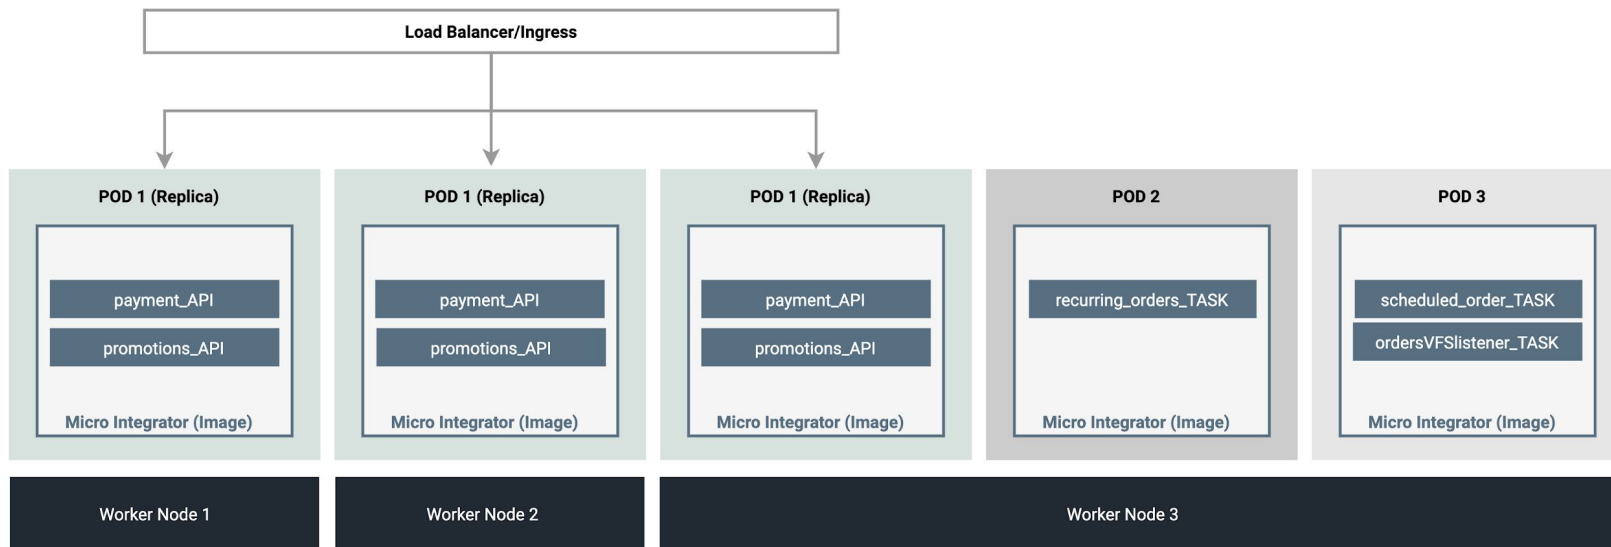 Load Balancer/Ingress
POD 1 (Replica)
payment_API
promotions_API
Micro Integrator (Image)
POD 1 (Replica)
payment_API
promotions_API
Micro Integrator (Image)
POD 1 (Replica)
payment_API
promotions_API
Micro Integrator (Image)
POD 2
recurring_orders_TASK
Micro Integrator (Image)
POD 3
scheduled_order_TASK
ordersVFSlistener_TASK
Micro Integrator (Image)
Worker Node 1
Worker Node 2
Worker Node 3